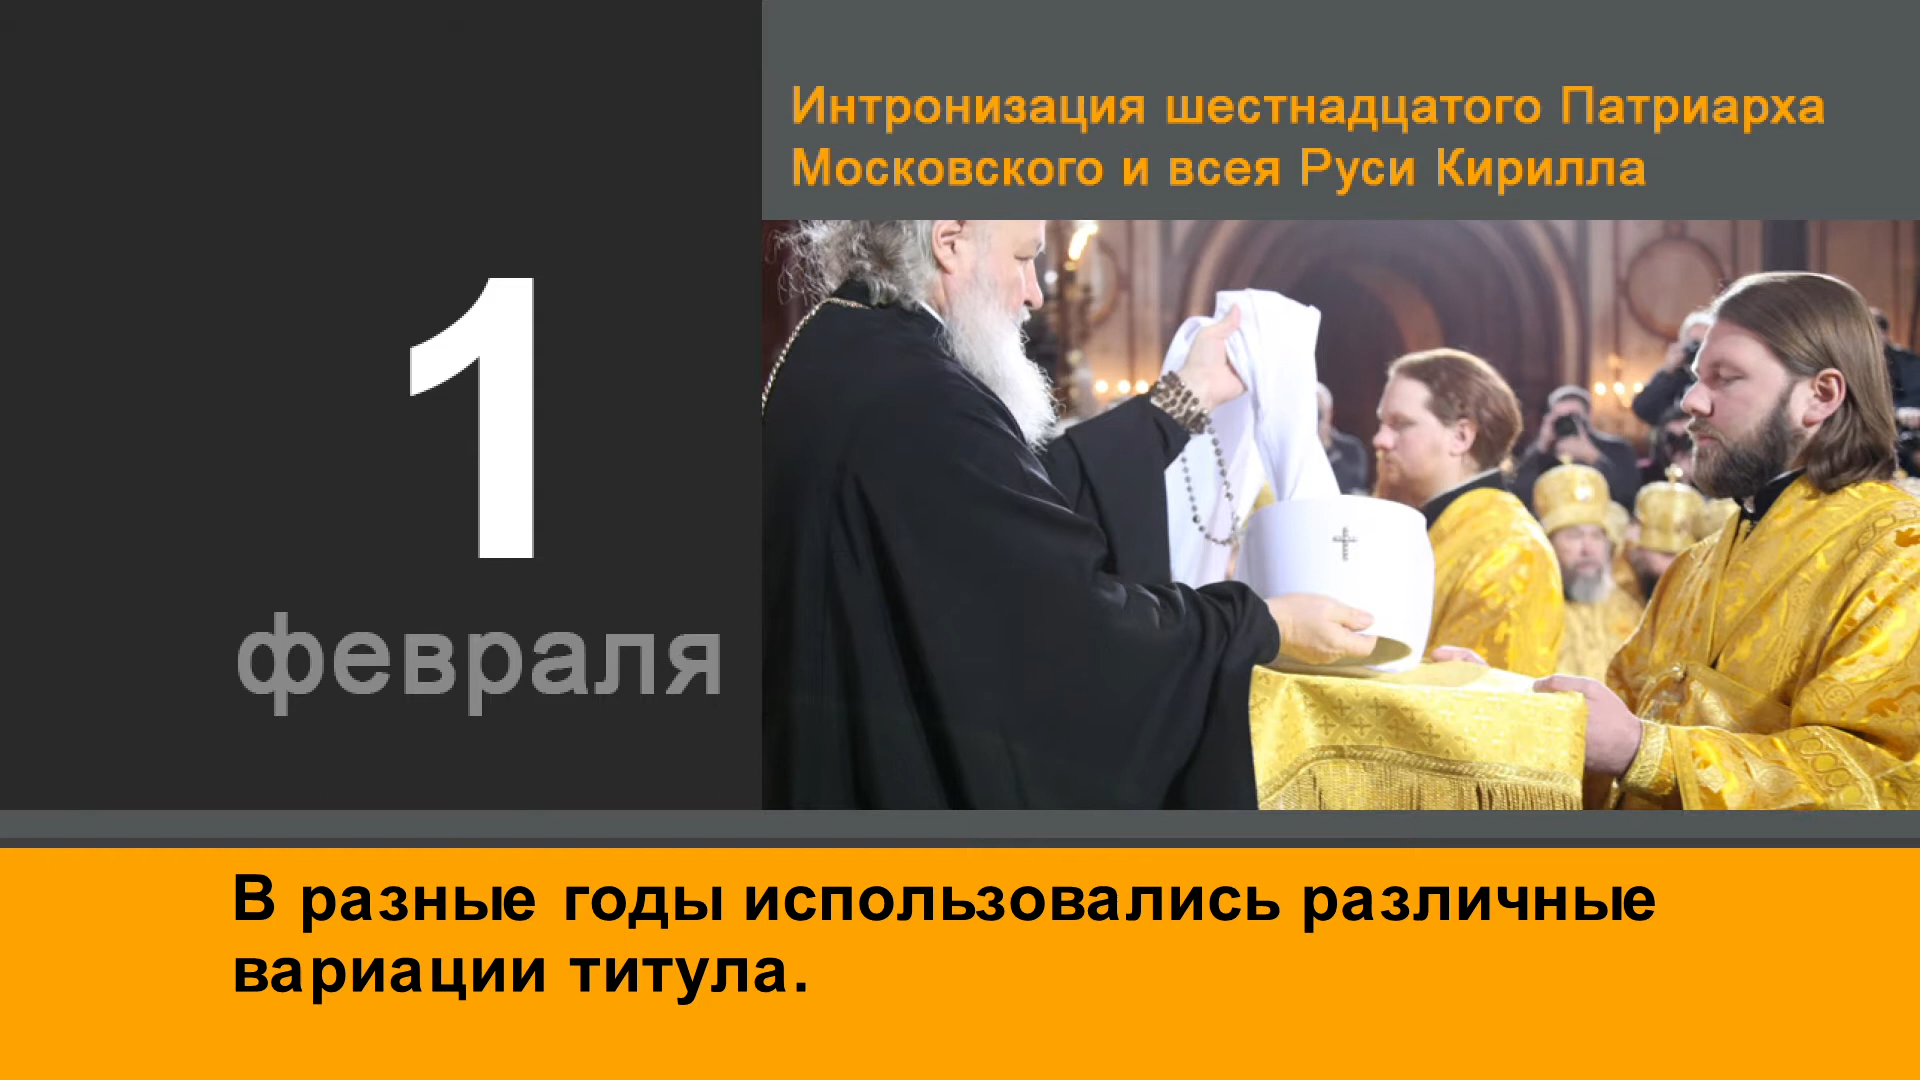 Интронизация шестнадцатого Патриарха
Московского и всея Руси Кирилла
1
февраля
В разные годы использовались различные
вариации титула.